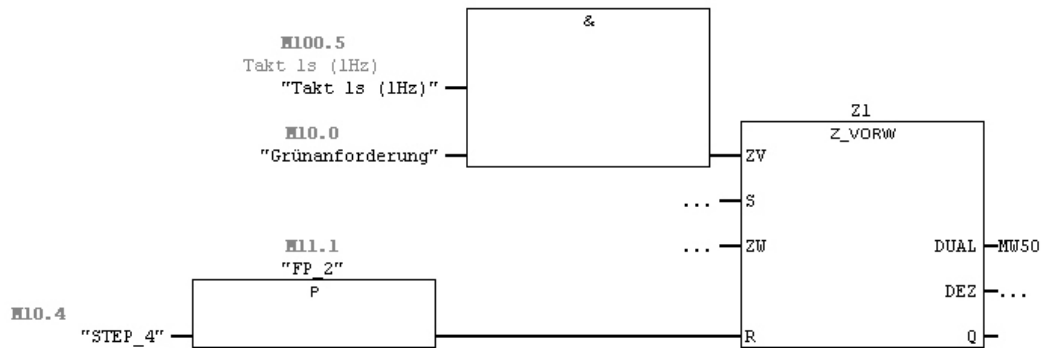 &
M100.5
Takt 1s (1Hz)
"Takt 1s (1Hz)"
Z1
M10.0
Z_VORW
"Grünanforderung"
ZV
... S
M11.1
... ZW
DUAL MW50
"FP_2"
P
DEZ ...
M10.4
"STEP_4"
R
Q